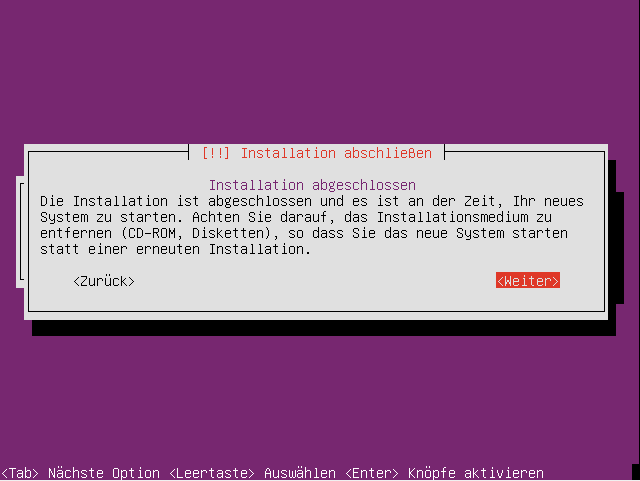 [!!] Installation abschließen
Installation abgeschlossen
Die Installation ist abgeschlossen und es ist an der Zeit, Ihr neues
System zu starten. Achten Sie darauf, das Installationsmedium zu
entfernen (CD-ROM, Disketten), so dass Sie das neue System starten
statt einer erneuten Installation.
<Zurück> <Weiter>
<Tab> Nächste Option <Leertaste> Auswählen <Enter> Knöpfe aktivieren